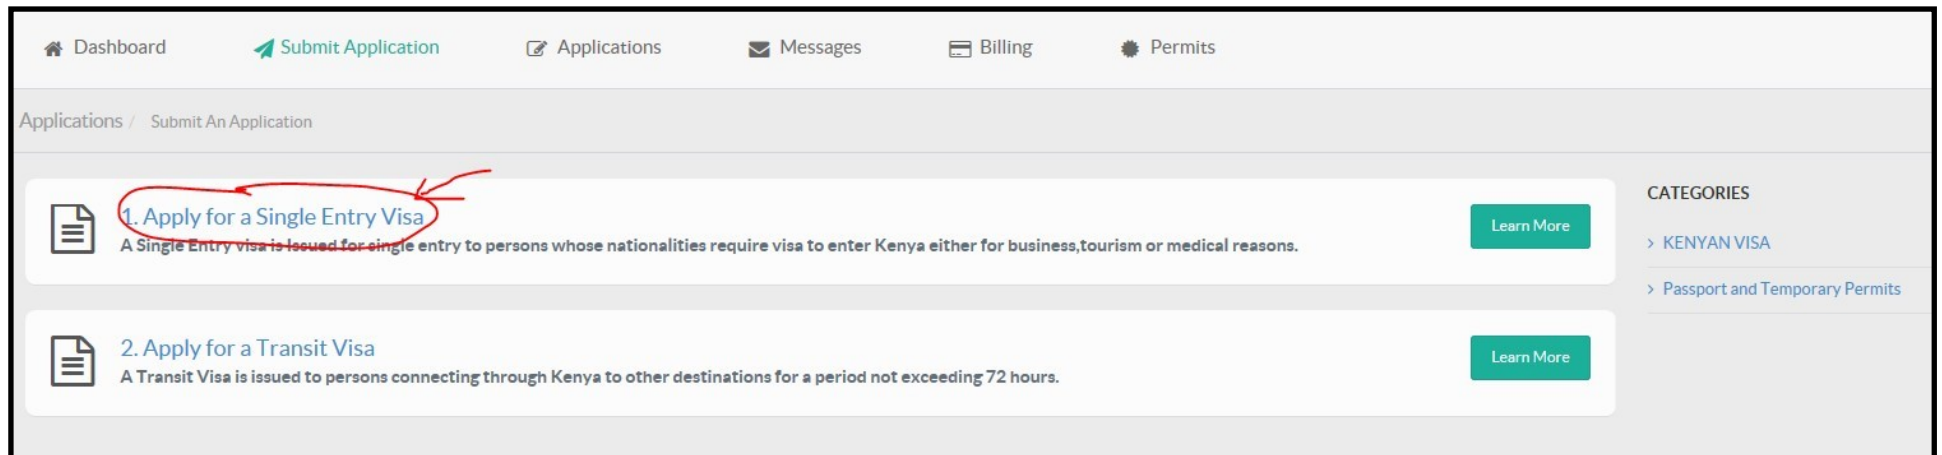 Dashboard Submit Application Applications Messages Billing Permits
Applications / Submit An Application
1. Apply for a Single Entry Visa
A Single Entry visa is Issued for single entry to persons whose nationalities require visa to enter Kenya either for business,tourism or medical reasons.
Learn More
2. Apply for a Transit Visa
A Transit Visa is issued to persons connecting through Kenya to other destinations for a period not exceeding 72 hours.
Learn More
CATEGORIES
> KENYAN VISA
> Passport and Temporary Permits